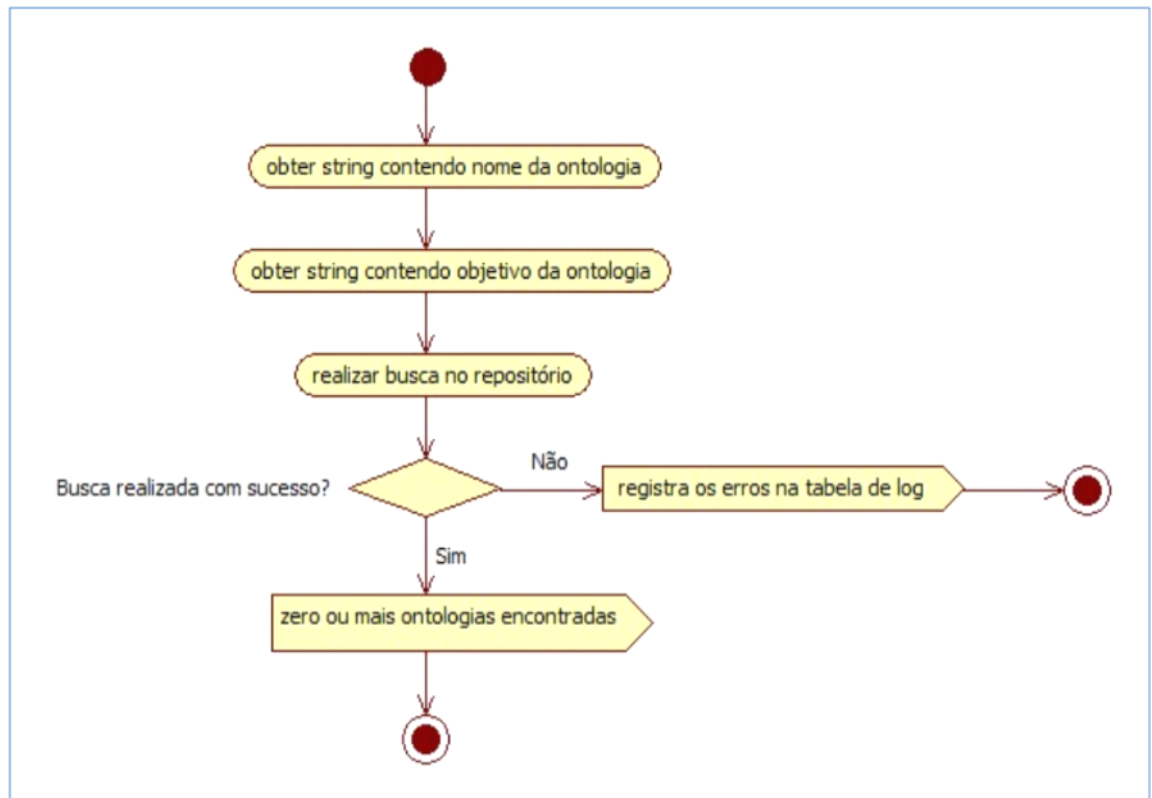 obter string contendo nome da ontologia
obter string contendo objetivo da ontologia
realizar busca no repositório
Busca realizada com sucesso?
Não
registra os erros na tabela de log
Sim
zero ou mais ontologias encontradas